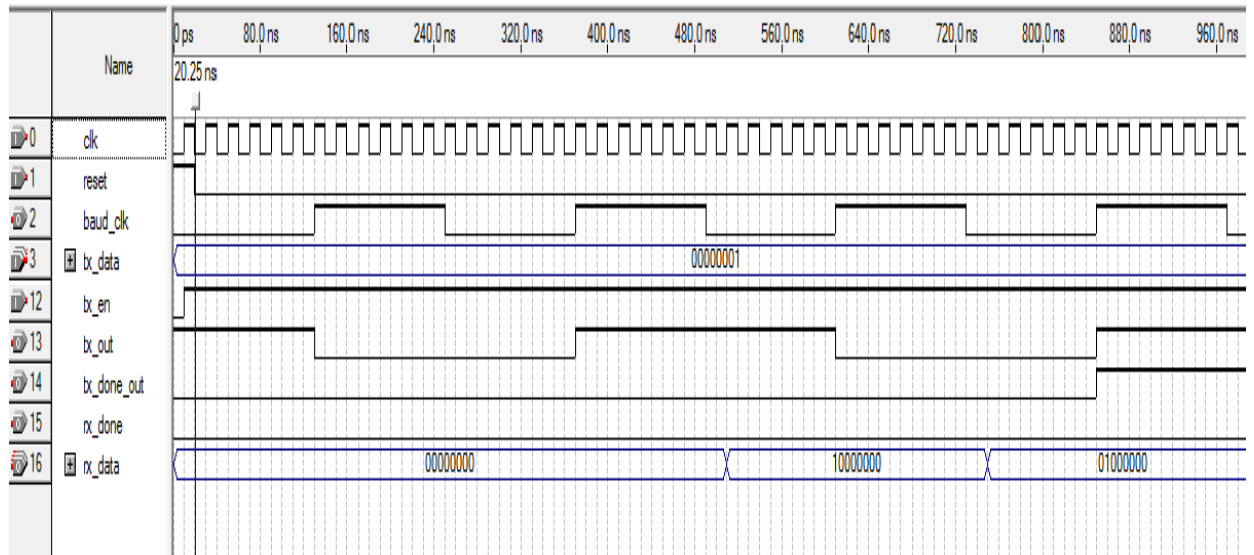 Name
0 ps 80.0 ns 160.0 ns 240.0 ns 320.0 ns 400.0 ns 480.0 ns 560.0 ns 640.0 ns 720.0 ns 800.0 ns 880.0 ns 960.0 ns
20.25 ns
0 clk
1 reset
2 baud_clk
3 tx_data 00000001
12 tx_en
13 tx_out
14 tx_done_out
15 rx_done
16 rx_data 00000000 10000000 01000000